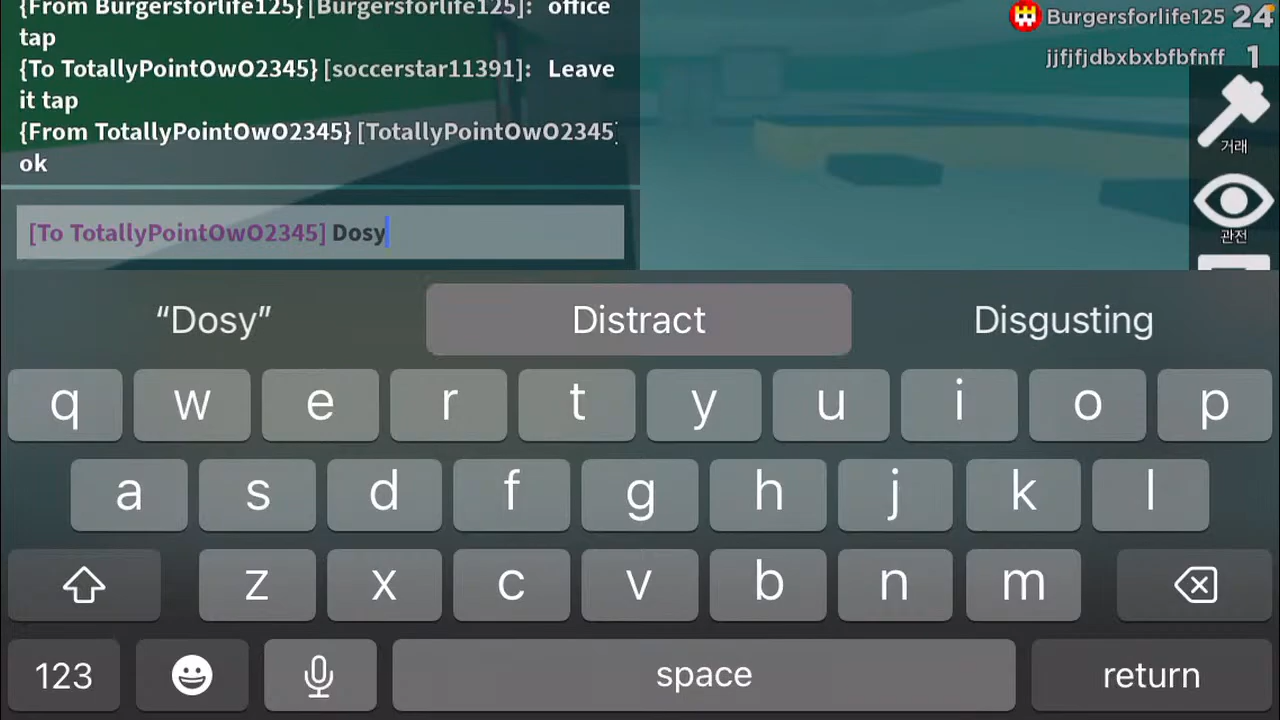 {From Burgersforlife125} [Burgersforlife125]: office
tap
{To TotallyPointOwO2345} [soccerstar11391]: Leave
it tap
{From TotallyPointOwO2345} [TotallyPointOwO2345]
ok
[To TotallyPointOwO2345] Dosy
Burgersforlife125 24
jjfjfjdbxbxbfbfnff 1
거래
관전
“Dosy” Distract Disgusting
q w e r t y u i o p
a s d f g h j k l
z x c v b n m
123 space return